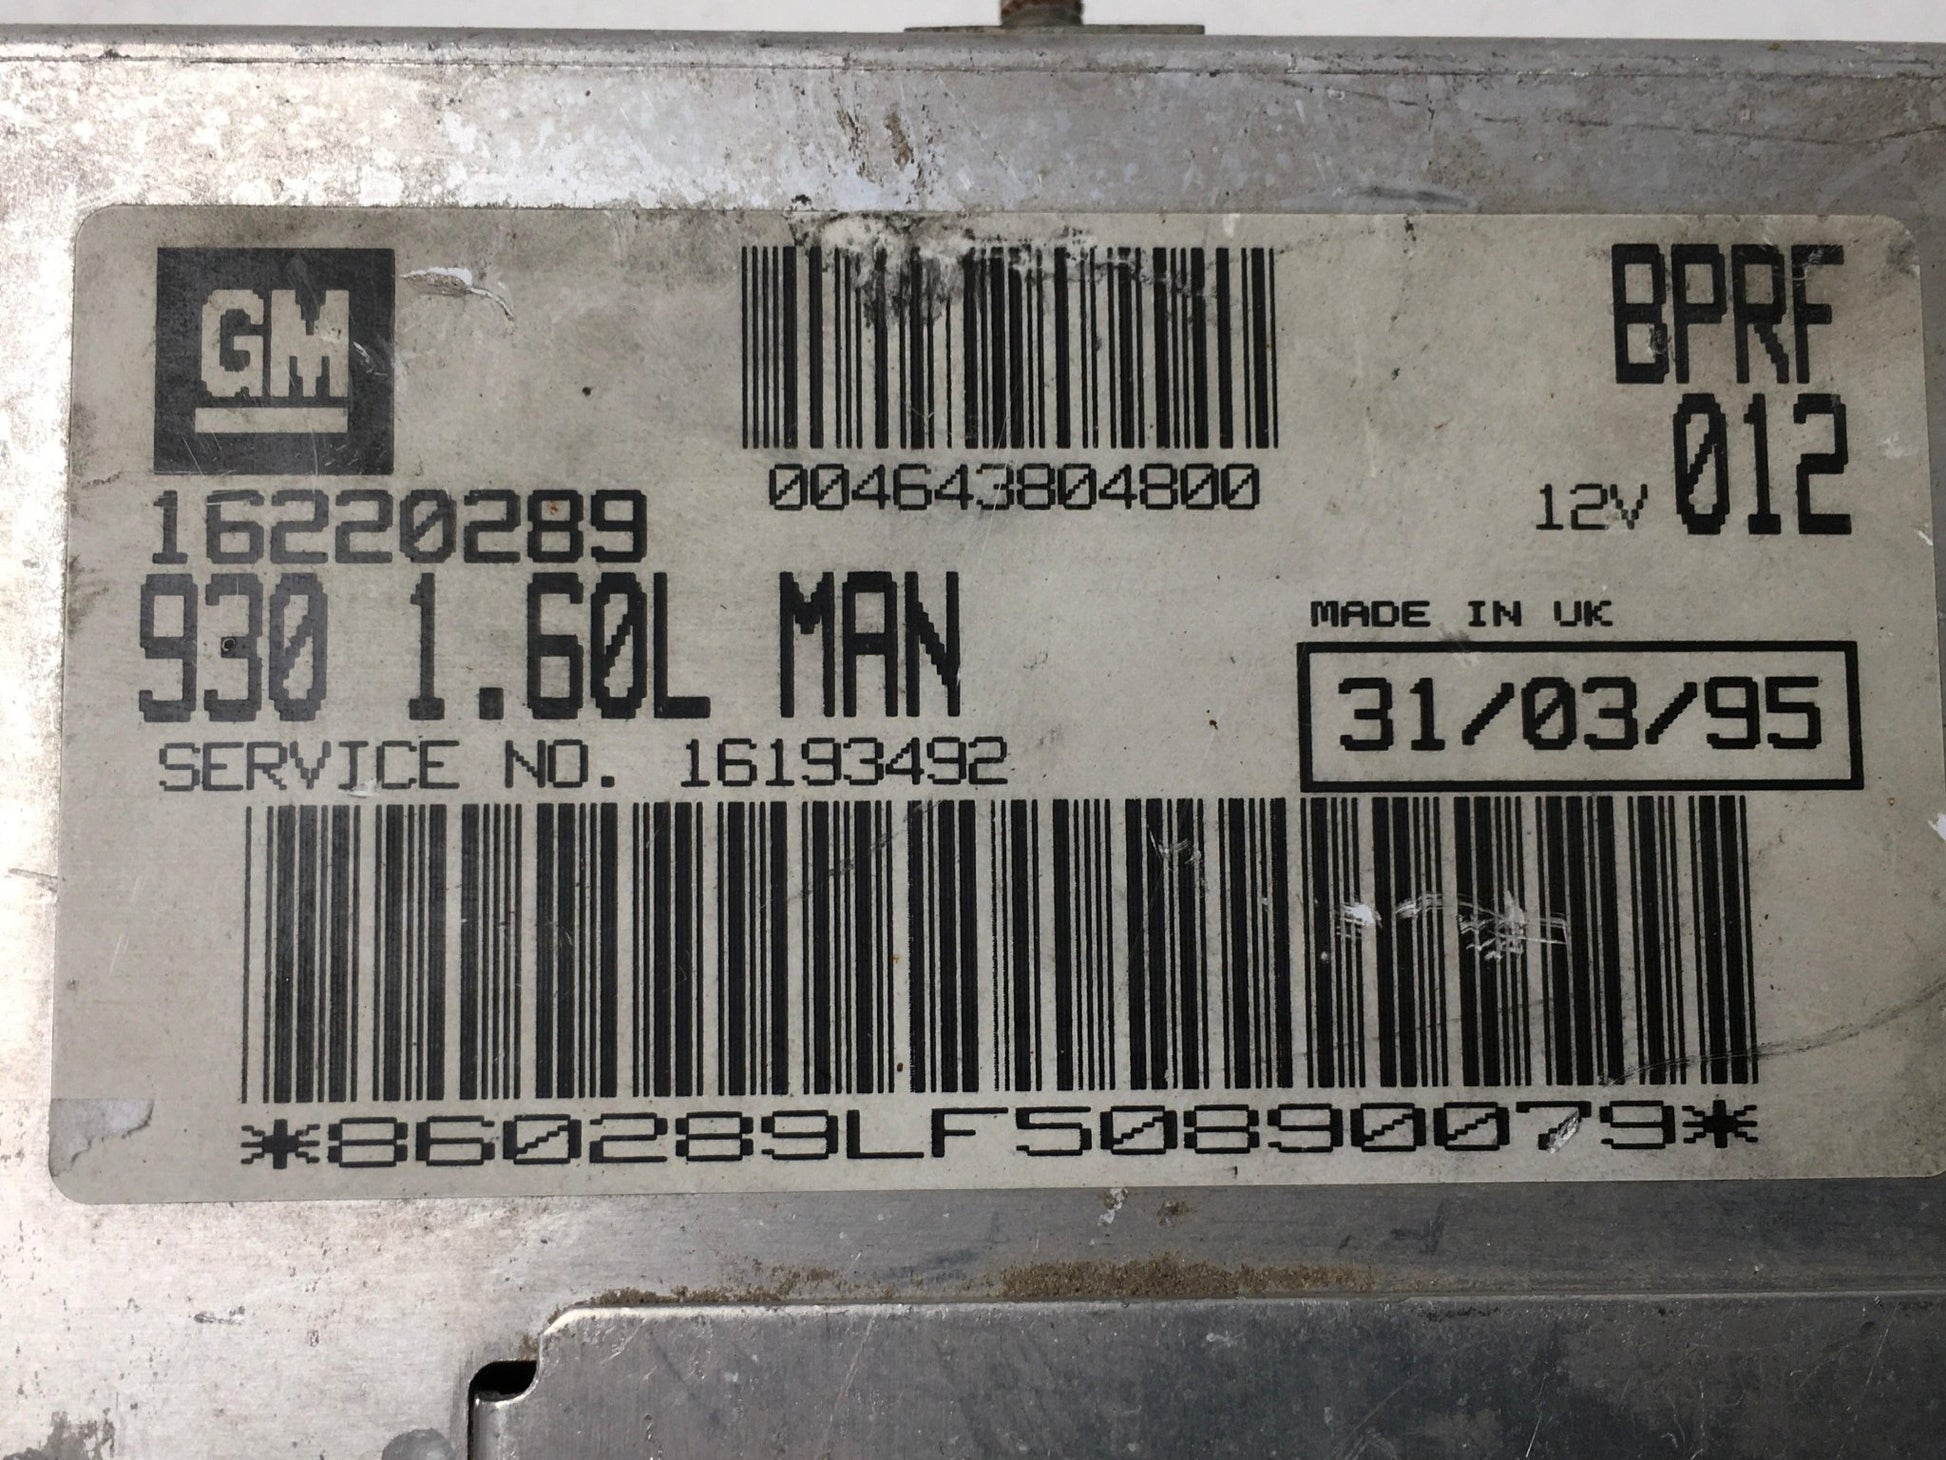 GM
004643804800
BPRF
012
12V
16220289
930 1.60L MAN
MADE IN UK
31/03/95
SERVICE NO. 16193492
*860289LF50890079*